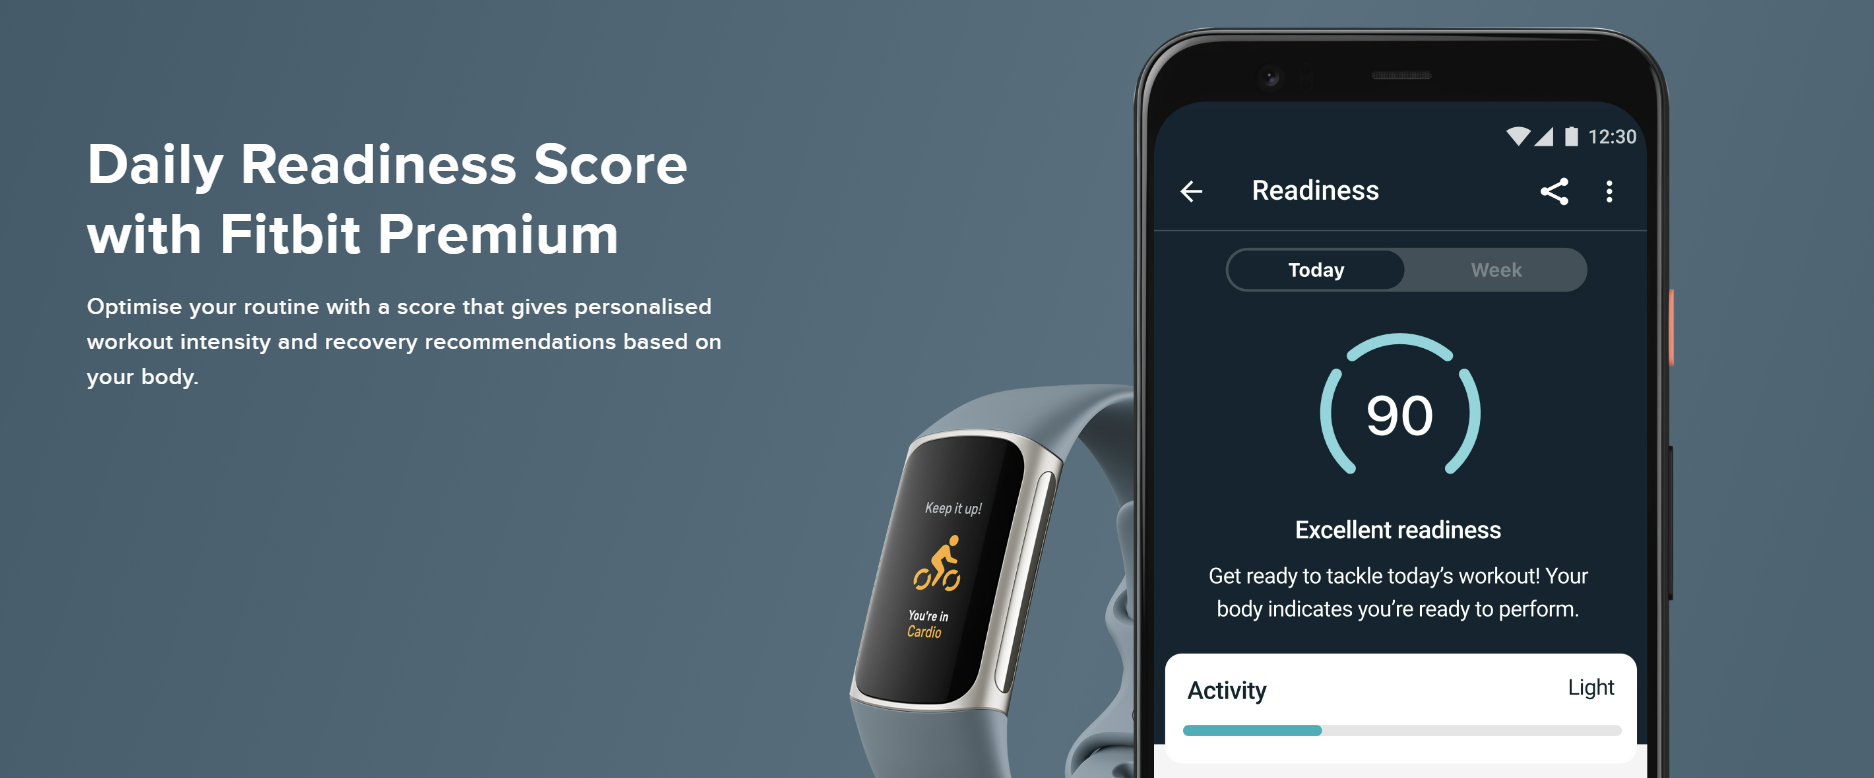 Daily Readiness Score
with Fitbit Premium
Optimise your routine with a score that gives personalised
workout intensity and recovery recommendations based on
your body.
Keep it up!
You're in
Cardio
12:30
Readiness
Today
Week
90
Excellent readiness
Get ready to tackle today’s workout! Your
body indicates you’re ready to perform.
Activity
Light